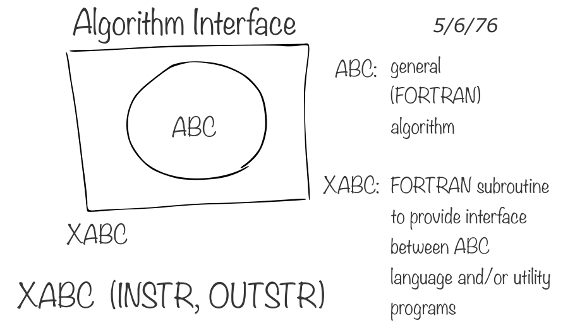 Algorithm Interface
5/6/76
ABC
XABC
ABC: general
(FORTRAN)
algorithm
XABC: FORTRAN subroutine
to provide interface
between ABC
language and/or utility
programs
XABC (INSTR, OUTSTR)